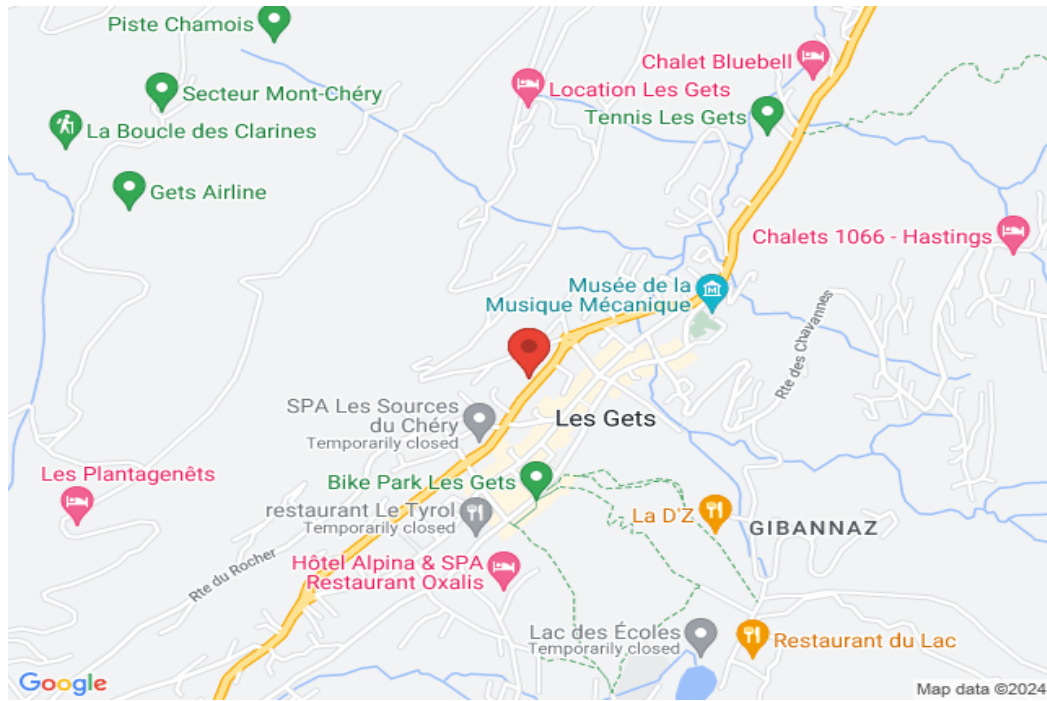 Piste Chamois
Chalet Bluebell
Location Les Gets
Secteur Mont-Chéry
Tennis Les Gets
La Boucle des Clarines
Gets Airline
Chalets 1066 - Hastings
Musée de la
Musique Mécanique
Rte des Chavannes
SPA Les Sources
du Chéry
Temporarily closed
Les Gets
Les Plantagenêts
Bike Park Les Gets
restaurant Le Tyrol
Temporarily closed
La D'Z
GIBANNAZ
Rte du Rocher
Hôtel Alpina & SPA
Restaurant Oxalis
Lac des Écoles
Temporarily closed
Restaurant du Lac
Google
Map data ©2024